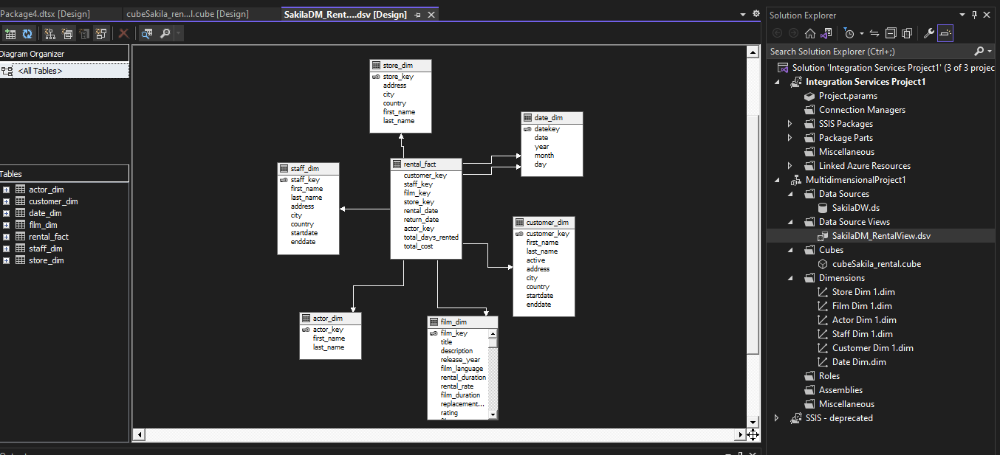 Package4.dtsx [Design]
cubeSakila_ren...l.cube [Design]
SakilaDM_Rent....dsv [Design]
Diagram Organizer
<All Tables>
Tables
actor_dim
customer_dim
date_dim
film_dim
rental_fact
staff_dim
store_dim
store_dim
store_key
address
city
country
first_name
last_name
date_dim
datekey
date
year
month
day
staff_dim
staff_key
first_name
last_name
address
city
country
startdate
enddate
rental_fact
customer_key
staff_key
film_key
store_key
rental_date
return_date
actor_key
total_days_rented
total_cost
customer_dim
customer_key
first_name
last_name
active
address
city
country
startdate
enddate
actor_dim
actor_key
first_name
last_name
film_dim
film_key
title
description
release_year
film_language
rental_duration
rental_rate
film_duration
replacement...
rating
Solution Explorer
Search Solution Explorer (Ctrl+;)
Solution 'Integration Services Project1' (3 of 3 projec
Integration Services Project1
Project.params
Connection Managers
SSIS Packages
Package Parts
Miscellaneous
Linked Azure Resources
MultidimensionalProject1
Data Sources
SakilaDW.ds
Data Source Views
SakilaDM_RentalView.dsv
Cubes
cubeSakila_rental.cube
Dimensions
Store Dim 1.dim
Film Dim 1.dim
Actor Dim 1.dim
Staff Dim 1.dim
Customer Dim 1.dim
Date Dim.dim
Roles
Assemblies
Miscellaneous
SSIS - deprecated